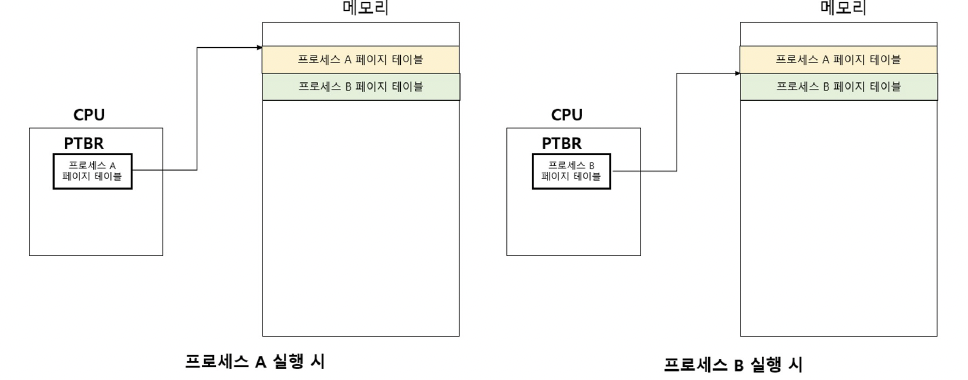 메모리
프로세스 A 페이지 테이블
프로세스 B 페이지 테이블
CPU
PTBR
프로세스 A
페이지 테이블
프로세스 A 실행 시
메모리
프로세스 A 페이지 테이블
프로세스 B 페이지 테이블
CPU
PTBR
프로세스 B
페이지 테이블
프로세스 B 실행 시